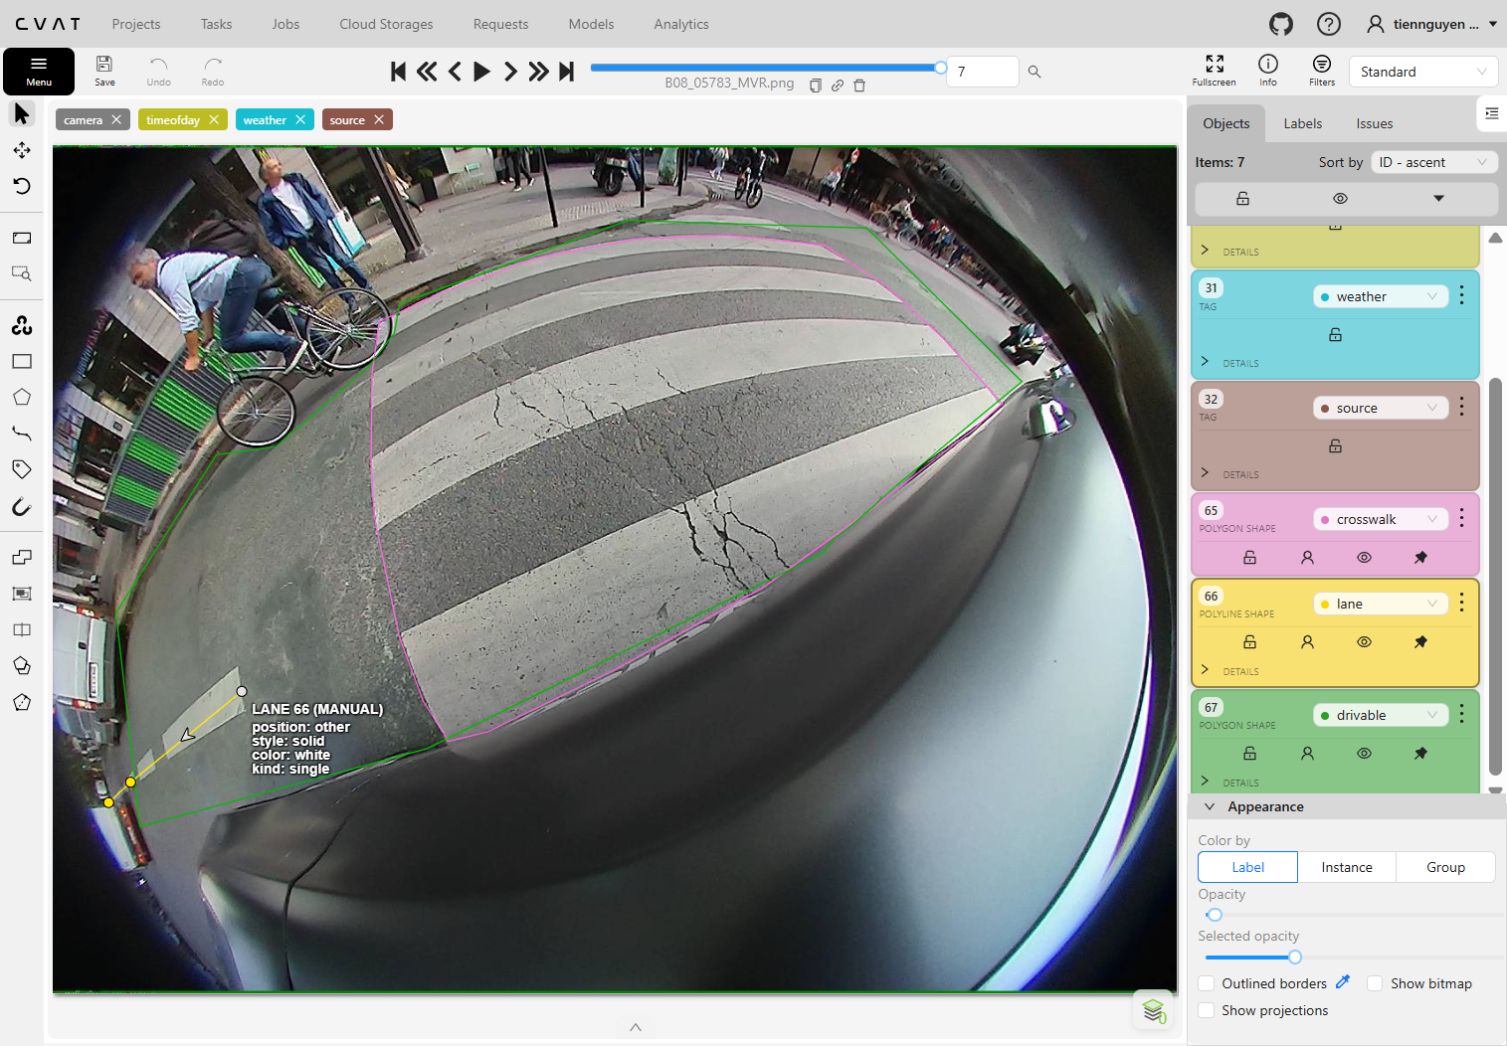 CVAT
Projects
Tasks
Jobs
Cloud Storages
Requests
Models
Analytics
tiennguyen ...
Menu
Save
Undo
Redo
B08_05783_MVR.png
7
Fullscreen
Info
Filters
Standard
camera
timeofday
weather
source
LANE 66 (MANUAL)
position: other
style: solid
color: white
kind: single
Objects
Labels
Issues
Items: 7
Sort by
ID - ascent
DETAILS
31
TAG
weather
DETAILS
32
TAG
source
DETAILS
65
POLYGON SHAPE
crosswalk
66
POLYLINE SHAPE
lane
DETAILS
67
POLYGON SHAPE
drivable
DETAILS
Appearance
Color by
Label
Instance
Group
Opacity
Selected opacity
Outlined borders
Show bitmap
Show projections
0